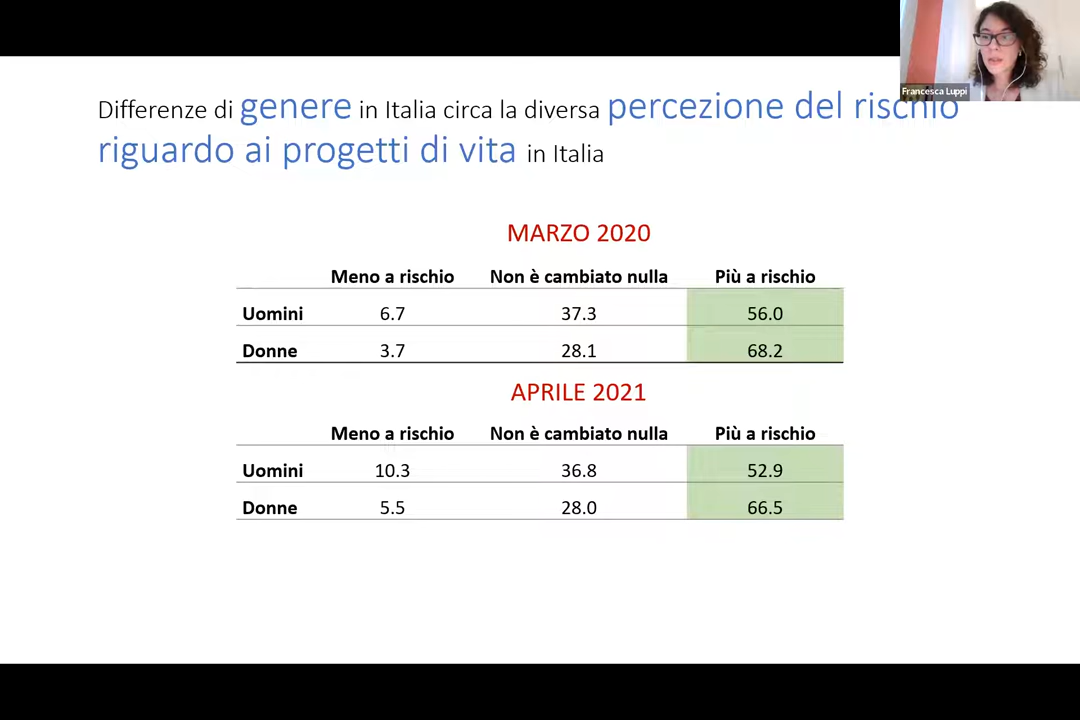 Francesca Luppi
Differenze di genere in Italia circa la diversa percezione del rischio
riguardo ai progetti di vita in Italia
MARZO 2020
Meno a rischio Non è cambiato nulla Più a rischio
Uomini 6.7 37.3 56.0
Donne 3.7 28.1 68.2
APRILE 2021
Meno a rischio Non è cambiato nulla Più a rischio
Uomini 10.3 36.8 52.9
Donne 5.5 28.0 66.5